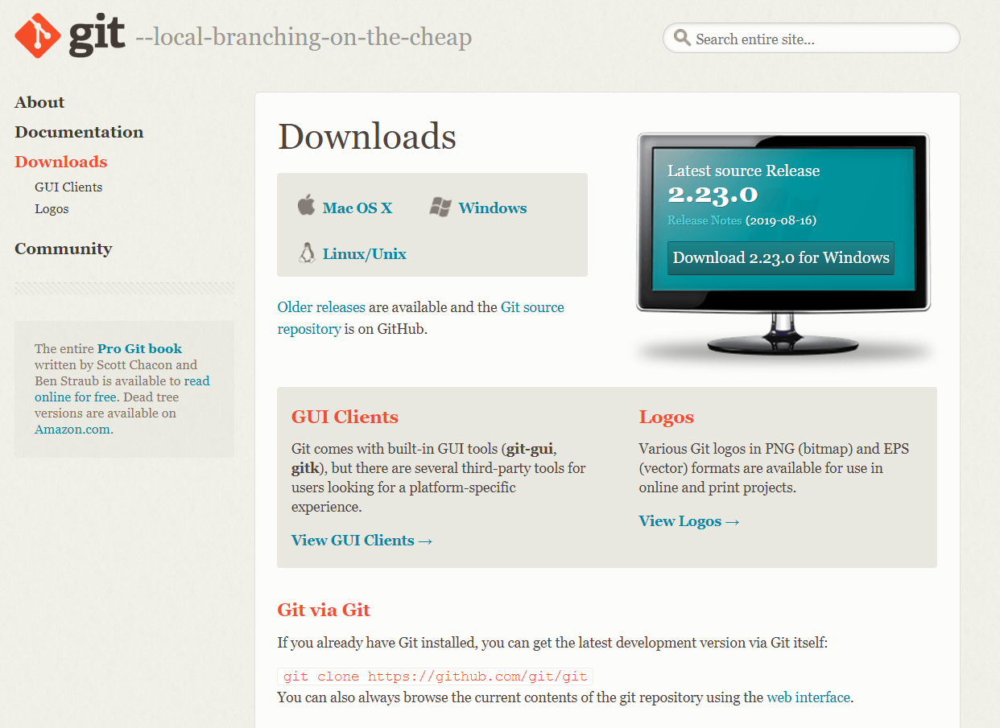 git --local-branching-on-the-cheap
Search entire site...
About
Documentation
Downloads
GUI Clients
Logos
Community
The entire Pro Git book
written by Scott Chacon and
Ben Straub is available to read
online for free. Dead tree
versions are available on
Amazon.com.
Downloads
Mac OS X
Windows
Linux/Unix
Older releases are available and the Git source
repository is on GitHub.
Latest source Release
2.23.0
Release Notes (2019-08-16)
Download 2.23.0 for Windows
GUI Clients
Git comes with built-in GUI tools (git-gui,
gitk), but there are several third-party tools for
users looking for a platform-specific
experience.
View GUI Clients →
Logos
Various Git logos in PNG (bitmap) and EPS
(vector) formats are available for use in
online and print projects.
View Logos →
Git via Git
If you already have Git installed, you can get the latest development version via Git itself:
git clone https://github.com/git/git
You can also always browse the current contents of the git repository using the web interface.